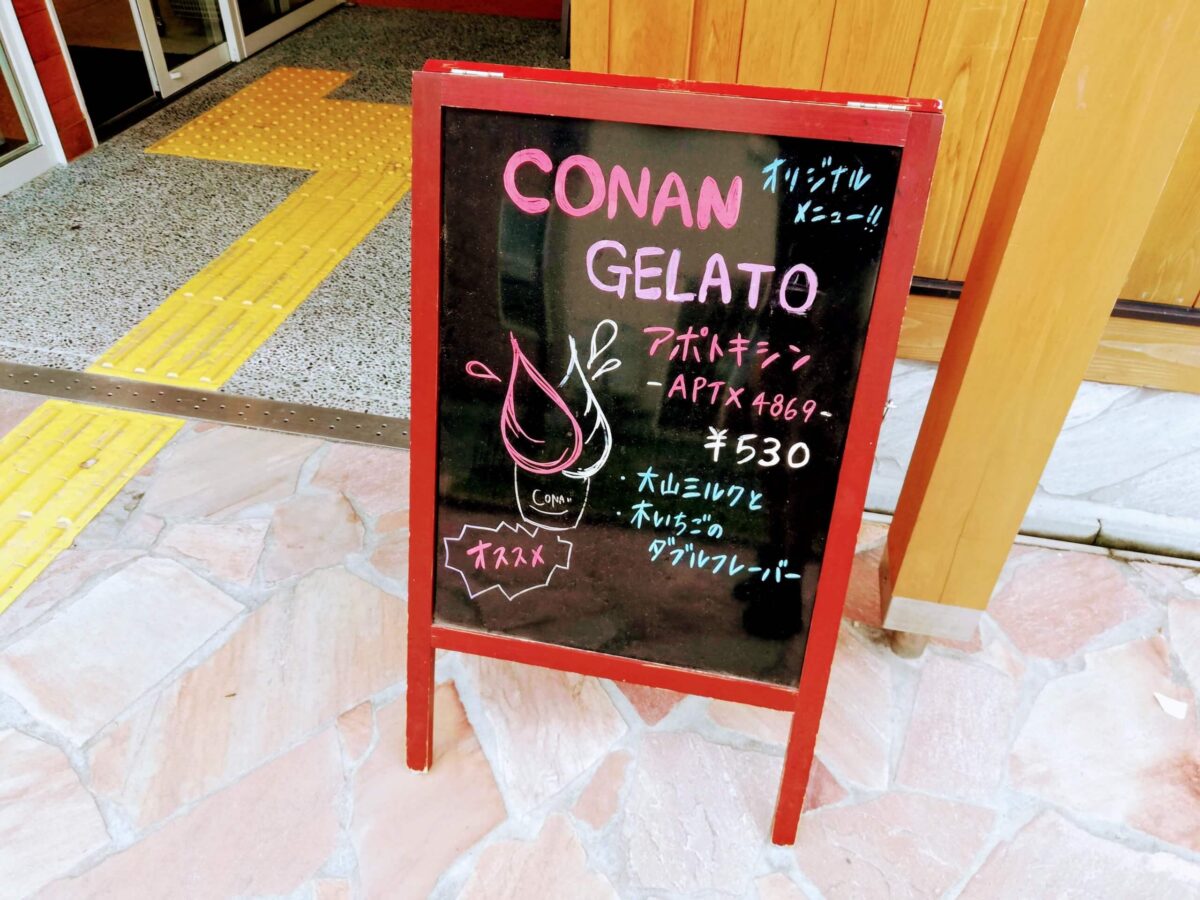 CONAN
オリジナル
メニュー!!
GELATO
アポトキシン
-APTX4869-
¥530
・大山ミルクと
・木いちごの
ダブルフレーバー
CONAN
オススメ